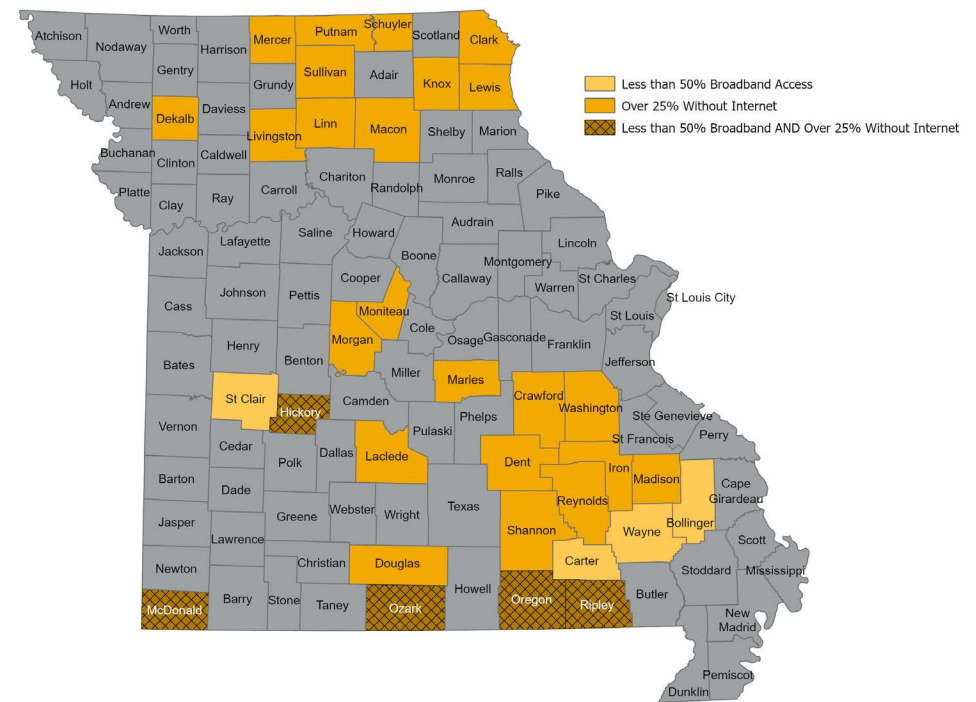 Atchison
Nodaway
Worth
Harrison
Mercer
Putnam
Schuyler
Scotland
Clark
Holt
Gentry
Grundy
Sullivan
Adair
Knox
Lewis
Andrew
Dekalb
Daviess
Livingston
Linn
Macon
Shelby
Marion
Buchanan
Clinton
Caldwell
Chariton
Randolph
Monroe
Ralls
Platte
Clay
Ray
Carroll
Pike
Less than 50% Broadband Access
Over 25% Without Internet
Less than 50% Broadband AND Over 25% Without Internet
Jackson
Lafayette
Saline
Howard
Boone
Audrain
Callaway
Montgomery
Lincoln
Warren
St Charles
St Louis City
St Louis
Cass
Johnson
Pettis
Cooper
Moniteau
Morgan
Cole
Osage
Gasconade
Franklin
Jefferson
Bates
Henry
Benton
Miller
Maries
Crawford
Washington
Ste Genevieve
St Francois
Perry
St Clair
Hickory
Camden
Pulaski
Phelps
Vernon
Cedar
Polk
Dallas
Laclede
Dent
Iron
Madison
Cape
Girardeau
Barton
Dade
Greene
Webster
Wright
Texas
Reynolds
Shannon
Wayne
Bollinger
Scott
Jasper
Lawrence
Christian
Douglas
Carter
Stoddard
Mississippi
Newton
Barry
Stone
Taney
Ozark
Howell
Oregon
Ripley
Butler
McDonald
New
Madrid
Pemiscot
Dunklin